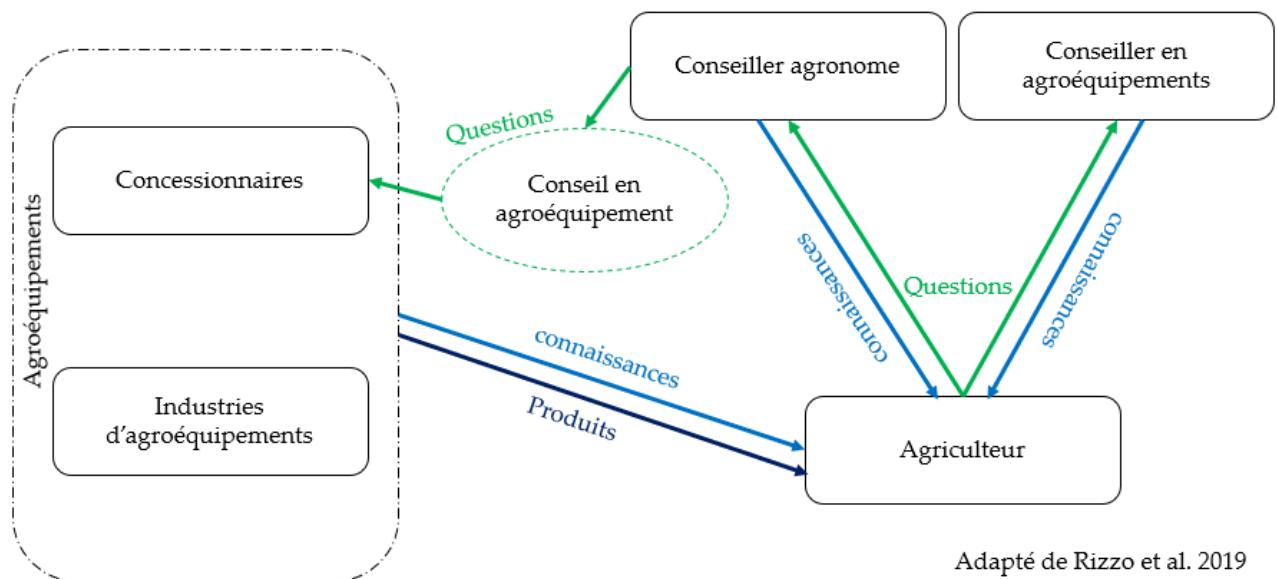 Agroéquipements
Concessionnaires
Industries
d’agroéquipements
Questions
Conseil en
agroéquipement
Conseiller agronome
Conseiller en
agroéquipements
connaissances
Questions
connaissances
connaissances
Produits
Agriculteur
Adapté de Rizzo et al. 2019